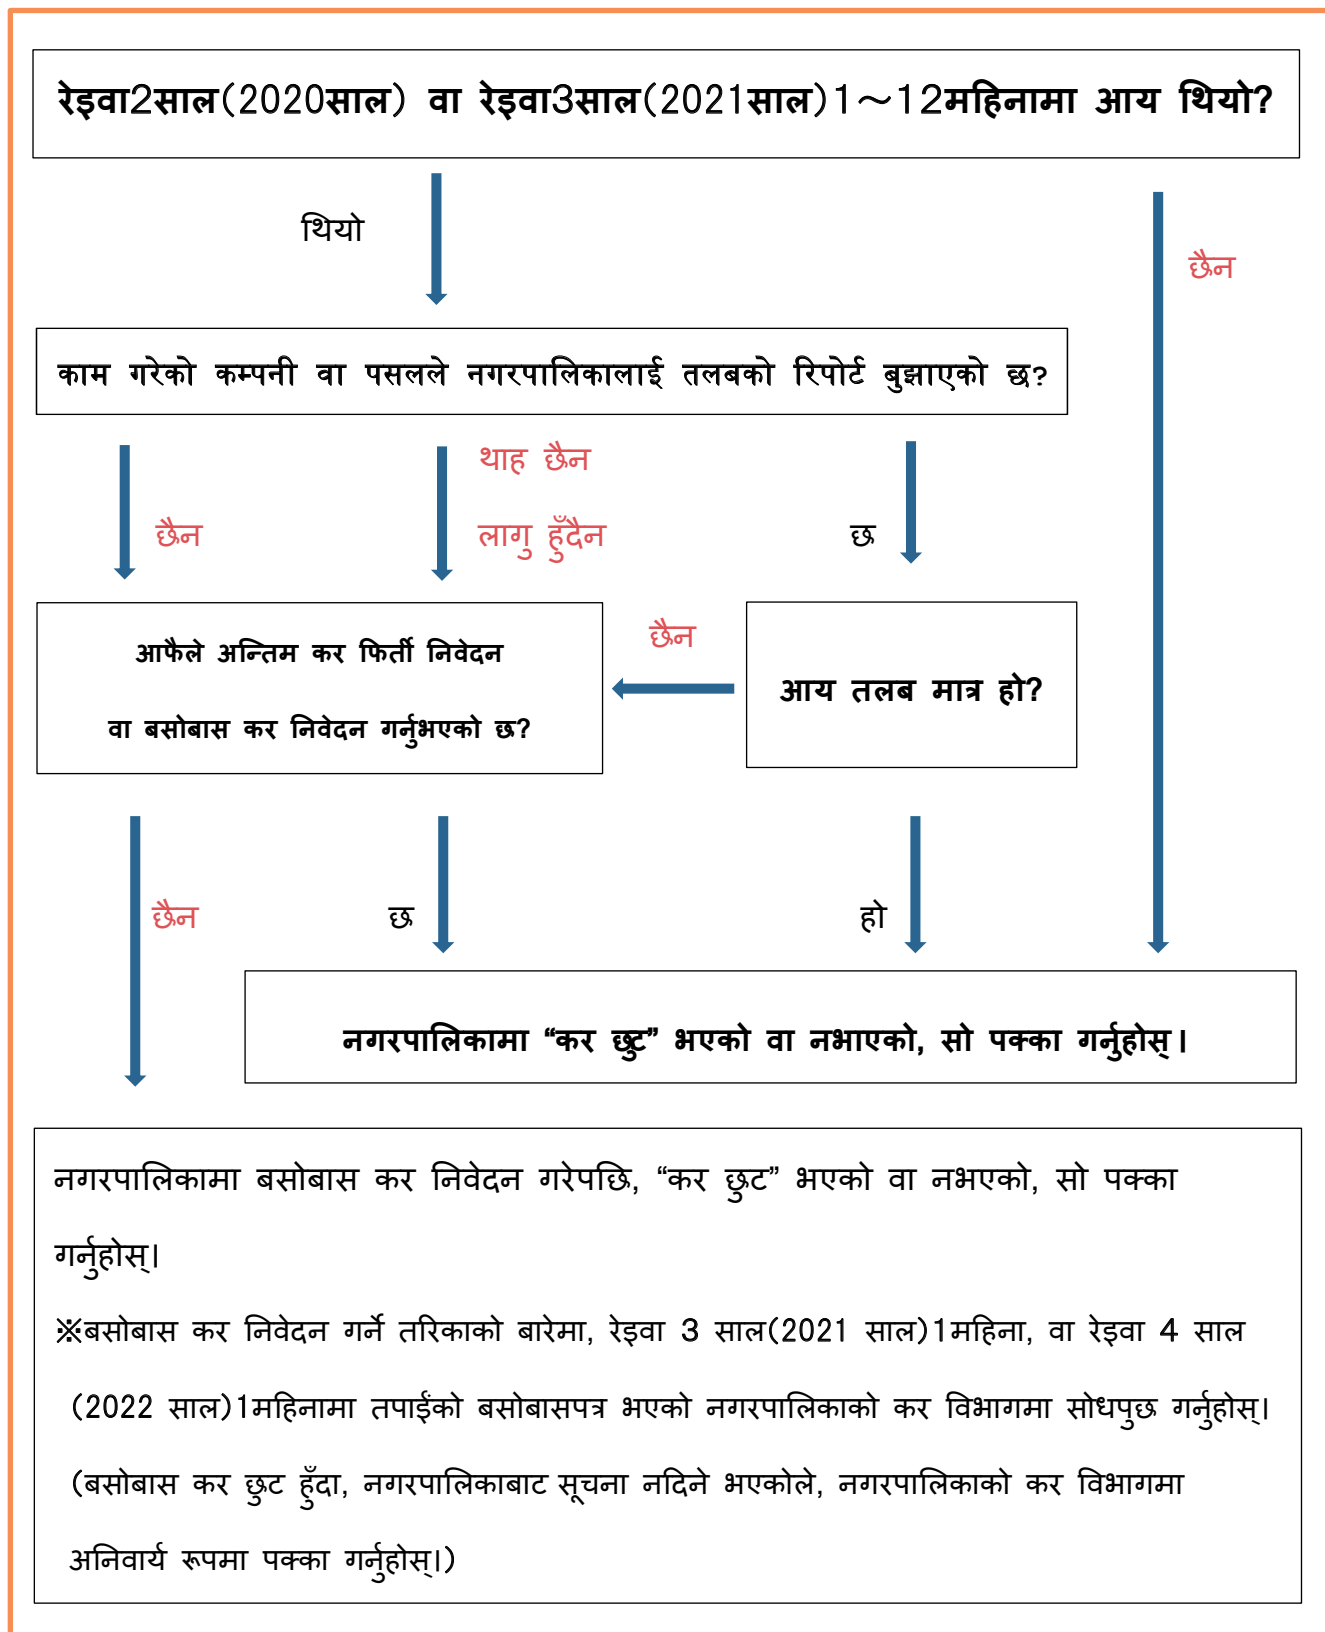 रेइवा2साल(2020साल) वा रेइवा3साल(2021साल)1～12महिनामा आय थियो?
थियो
छैन
काम गरेको कम्पनी वा पसलले नगरपालिकालाई तलबको रिपोर्ट बुझाएको छ?
थाह छैन
छैन
लागु हुँदैन
छ
आफैले अन्तिम कर फिर्ती निवेदन
वा बसोबास कर निवेदन गर्नुभएको छ?
छैन
आय तलब मात्र हो?
छैन
छ
हो
नगरपालिकामा “कर छुट” भएको वा नभाएको, सो पक्का गर्नुहोस्।
नगरपालिकामा बसोबास कर निवेदन गरेपछि, “कर छुट” भएको वा नभएको, सो पक्का
गर्नुहोस्।
※बसोबास कर निवेदन गर्ने तरिकाको बारेमा, रेइवा 3 साल(2021 साल)1महिना, वा रेइवा 4 साल
(2022 साल)1महिनामा तपाईंको बसोबासपत्र भएको नगरपालिकाको कर विभागमा सोधपुछ गर्नुहोस्।
(बसोबास कर छुट हुँदा, नगरपालिकाबाट सूचना नदिने भएकोले, नगरपालिकाको कर विभागमा
अनिवार्य रूपमा पक्का गर्नुहोस्।)